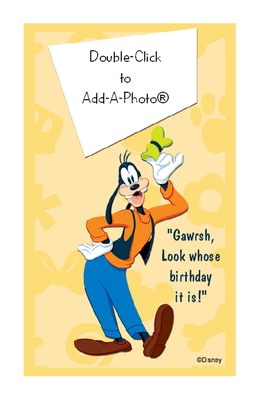 Double-Click
to
Add-A-Photo®
"Gawrsh,
Look whose
birthday
it is!"
©Disney